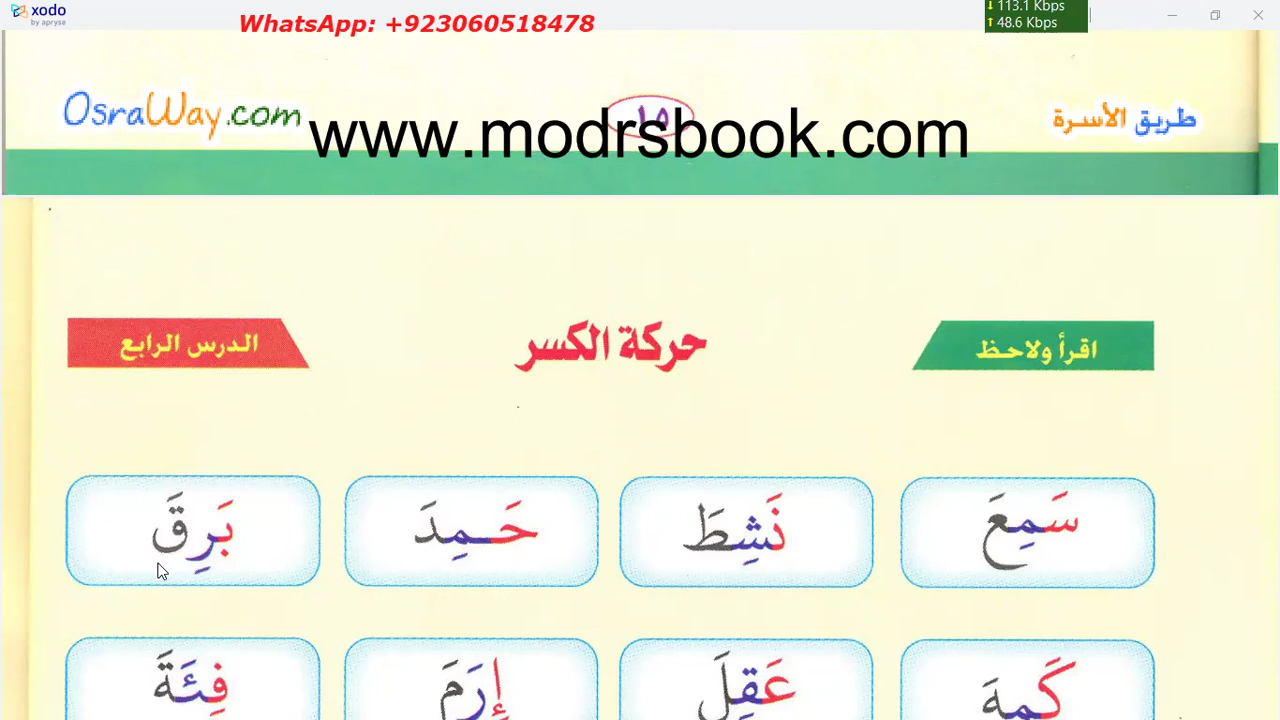 xodo
by apryse
WhatsApp: +923060518478
↓ 113.1 Kbps
↑ 48.6 Kbps
OsraWay.com
١٥
طريق الأسرة
www.modrsbook.com
اقرأ ولاحظ
حركة الكسر
الدرس الرابع
سَمِعَ نَشِطَ حَمِدَ بَرِقَ
كَمِهَ عَقِلَ إِرَمَ فِئَةَ